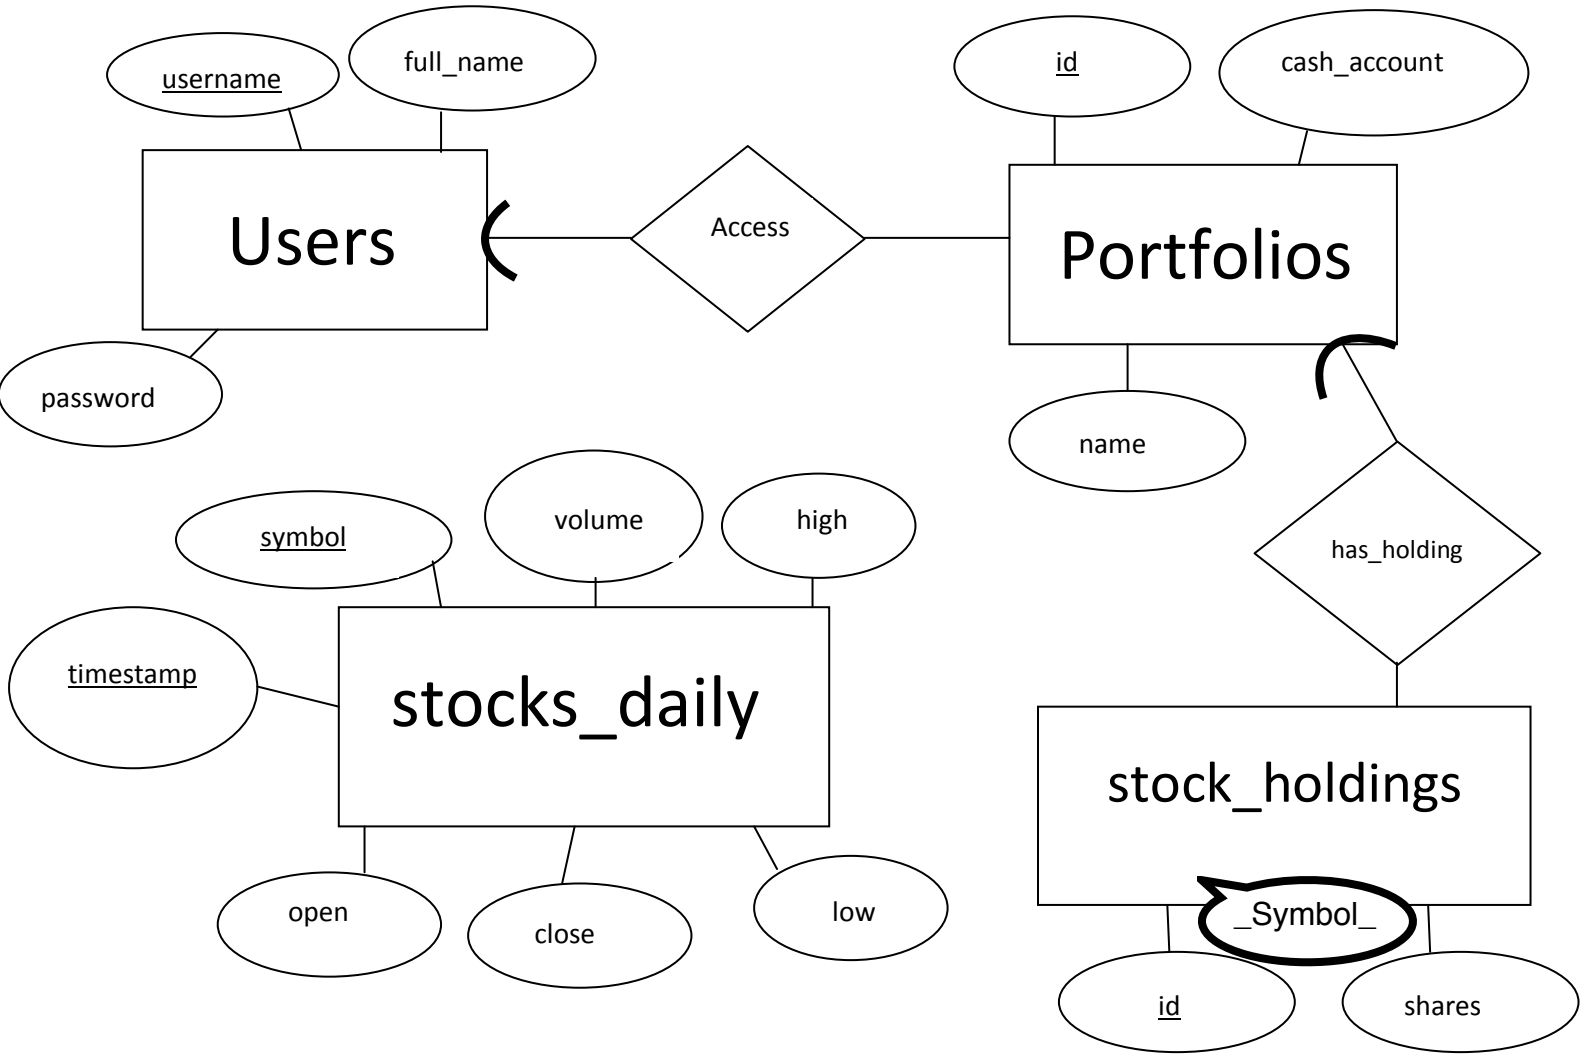 username
full_name
id
cash_account
Users
Access
Portfolios
password
name
symbol
volume
high
has_holding
timestamp
stocks_daily
stock_holdings
open
close
low
_Symbol_
id
shares